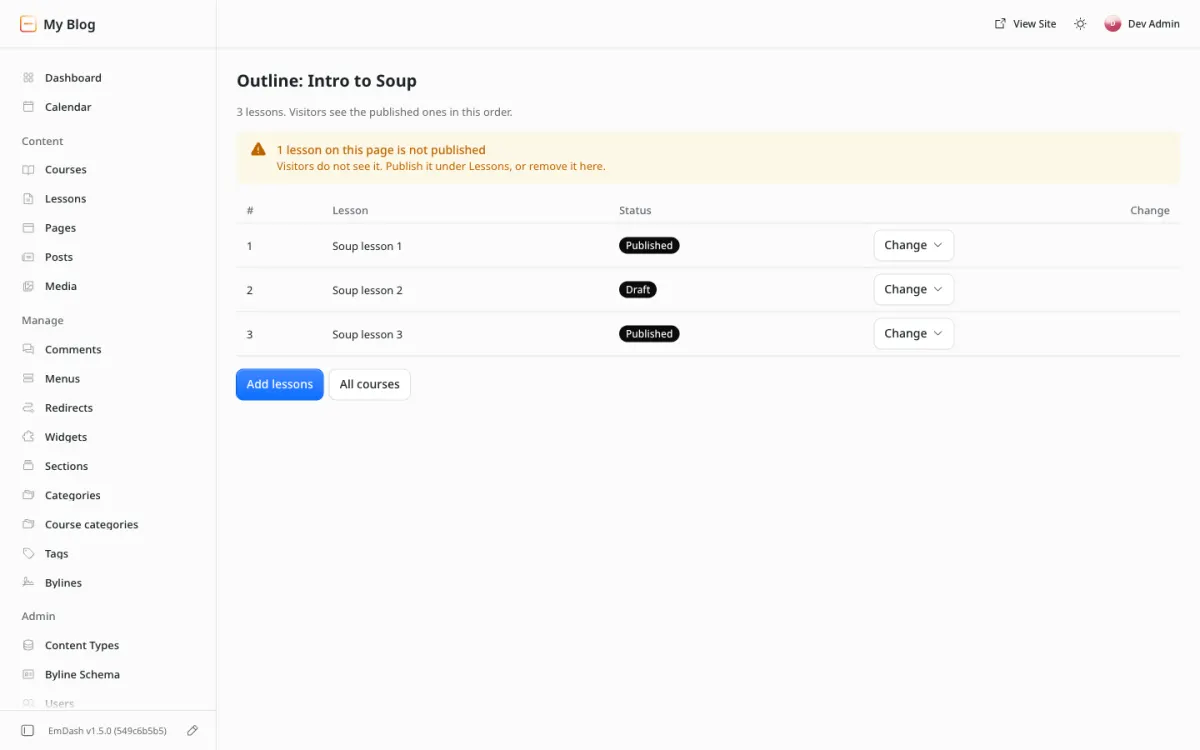 My Blog
View Site
Dev Admin
Dashboard
Calendar
Content
Courses
Lessons
Pages
Posts
Media
Manage
Comments
Menus
Redirects
Widgets
Sections
Categories
Course categories
Tags
Bylines
Admin
Content Types
Byline Schema
Users
EmDash v1.5.0 (549c6b5b5)
Outline: Intro to Soup
3 lessons. Visitors see the published ones in this order.
1 lesson on this page is not published
Visitors do not see it. Publish it under Lessons, or remove it here.
# Lesson Status Change
1 Soup lesson 1 Published Change
2 Soup lesson 2 Draft Change
3 Soup lesson 3 Published Change
Add lessons All courses